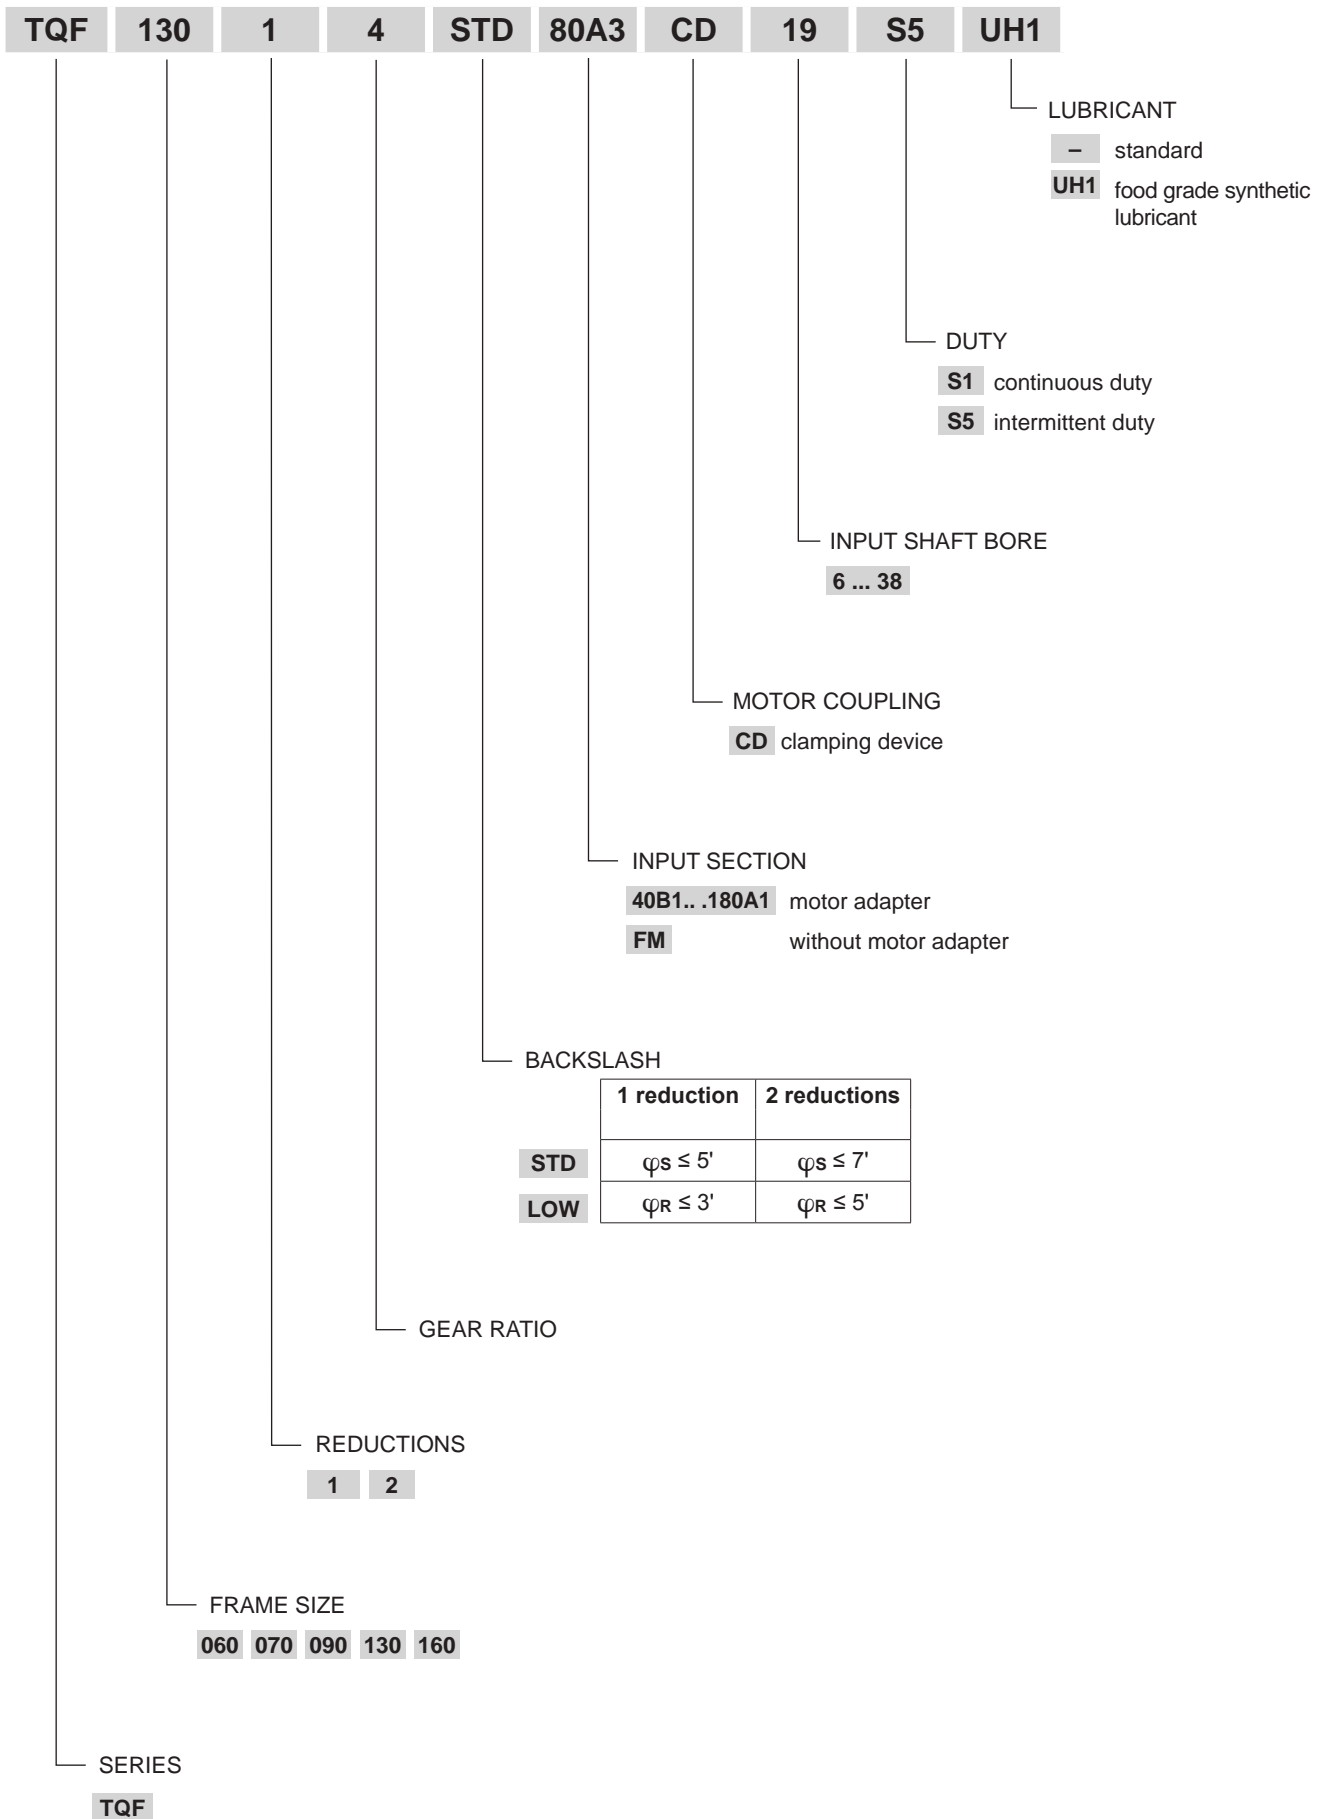 TQF 130 1 4 STD 80A3 CD 19 S5 UH1
LUBRICANT
– standard
UH1 food grade synthetic
lubricant
DUTY
S1 continuous duty
S5 intermittent duty
INPUT SHAFT BORE
6 ... 38
MOTOR COUPLING
CD clamping device
INPUT SECTION
40B1.. .180A1 motor adapter
FM without motor adapter
BACKSLASH
1 reduction 2 reductions
STD φS ≤ 5' φS ≤ 7'
LOW φR ≤ 3' φR ≤ 5'
GEAR RATIO
REDUCTIONS
1 2
FRAME SIZE
060 070 090 130 160
SERIES
TQF